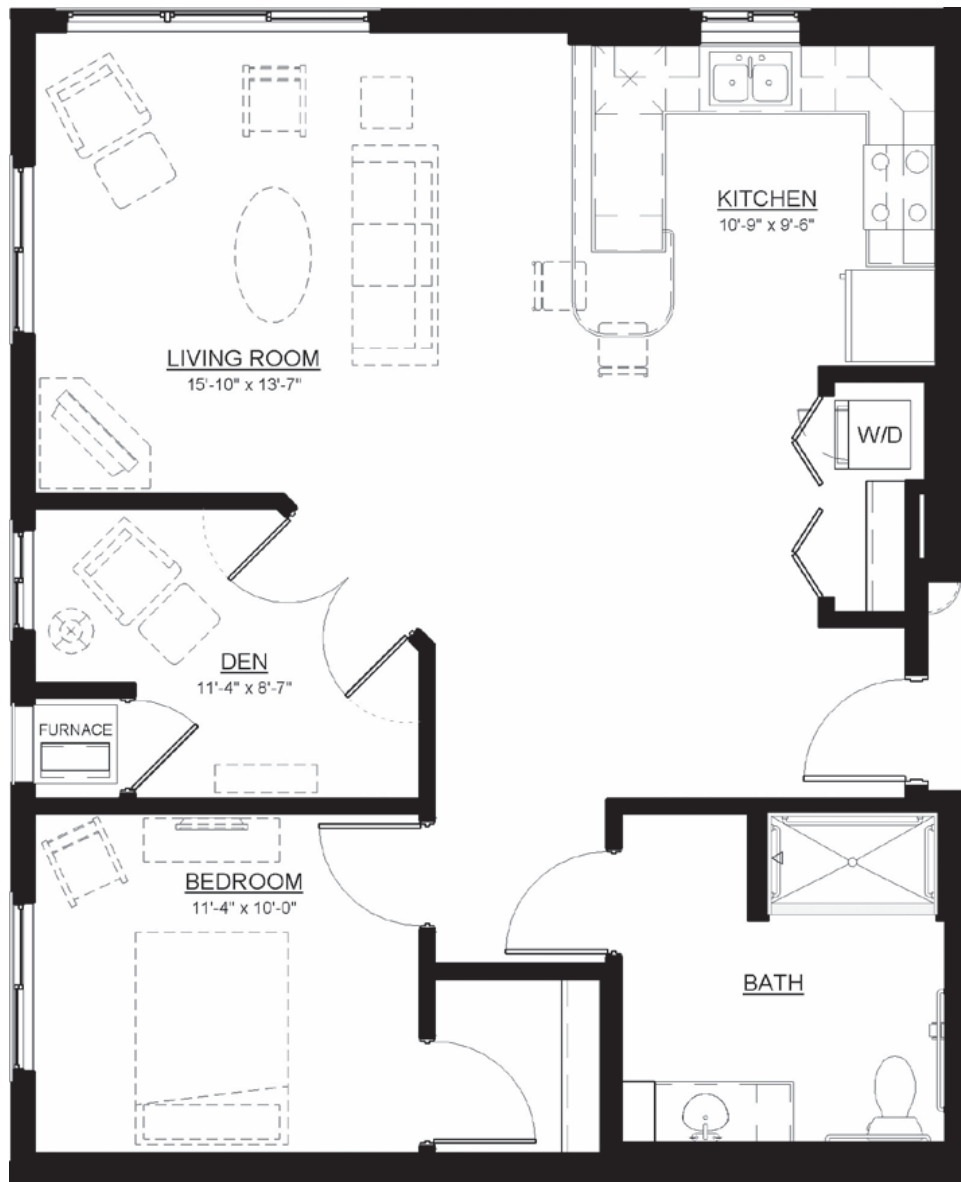 KITCHEN
10'-9" x 9'-6"
LIVING ROOM
15'-10" x 13'-7"
W/D
DEN
11'-4" x 8'-7"
FURNACE
BEDROOM
11'-4" x 10'-0"
BATH